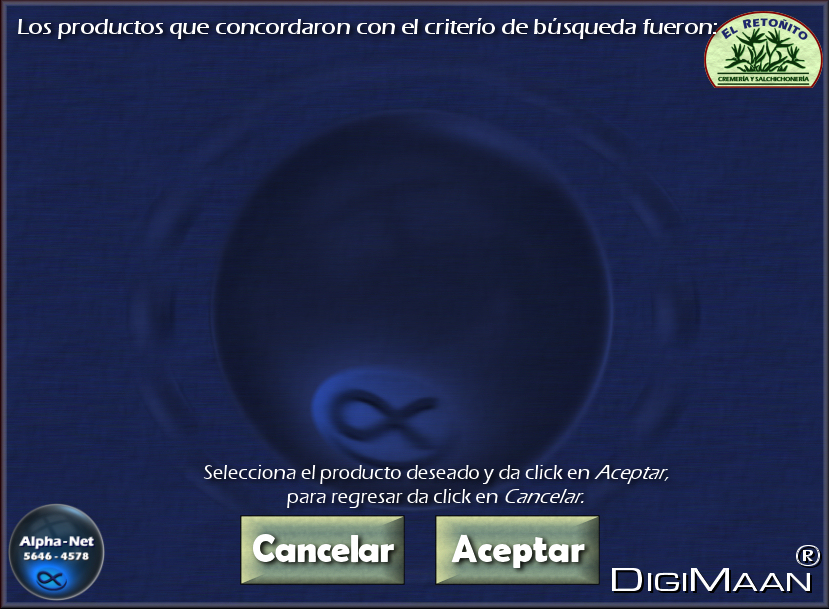 Los productos que concordaron con el criterío de búsqueda fueron:
EL RETOÑITO
CREMERÍA Y SALCHICHONERÍA
Selecciona el producto deseado y da click en Aceptar,
para regresar da click en Cancelar.
Alpha-Net
5646 - 4578
Cancelar
Aceptar
DIGIMAAN®